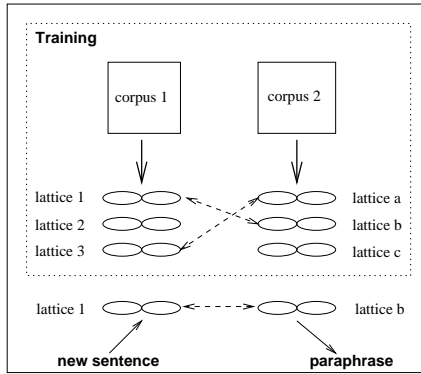 Training
corpus 1
corpus 2
lattice 1
lattice a
lattice 2
lattice b
lattice 3
lattice c
lattice 1
lattice b
new sentence
paraphrase